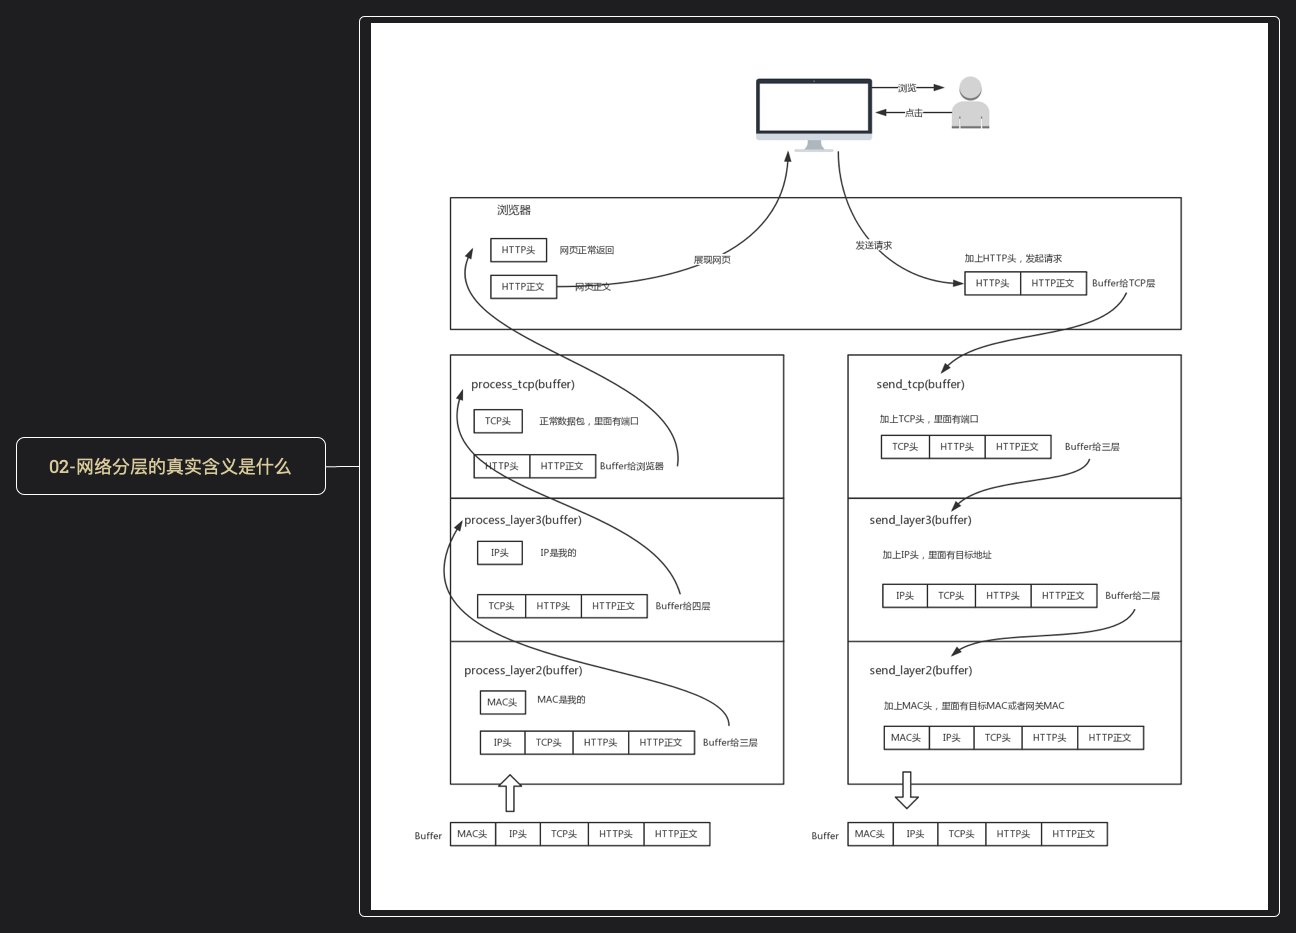 02-网络分层的真实含义是什么
浏览
点击
浏览器
HTTP头
网页正常返回
HTTP正文
网页正文
展现网页
发送请求
加上HTTP头，发起请求
HTTP头
HTTP正文
Buffer给TCP层
process_tcp(buffer)
TCP头
正常数据包，里面有端口
HTTP头
HTTP正文
Buffer给浏览器
process_layer3(buffer)
IP头
IP是我的
TCP头
HTTP头
HTTP正文
Buffer给四层
process_layer2(buffer)
MAC头
MAC是我的
IP头
TCP头
HTTP头
HTTP正文
Buffer给三层
Buffer
MAC头
IP头
TCP头
HTTP头
HTTP正文
send_tcp(buffer)
加上TCP头，里面有端口
TCP头
HTTP头
HTTP正文
Buffer给三层
send_layer3(buffer)
加上IP头，里面有目标地址
IP头
TCP头
HTTP头
HTTP正文
Buffer给二层
send_layer2(buffer)
加上MAC头，里面有目标MAC或者网关MAC
MAC头
IP头
TCP头
HTTP头
HTTP正文
Buffer
MAC头
IP头
TCP头
HTTP头
HTTP正文